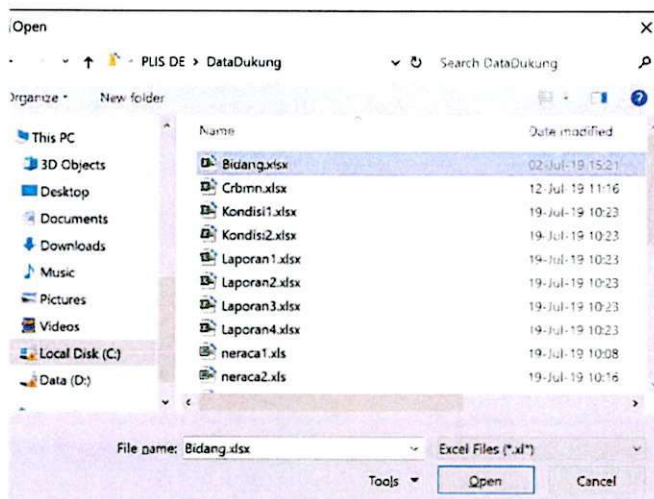 Open
PLIS DE > DataDukung
Search DataDukung
Organize
New folder
This PC
3D Objects
Desktop
Documents
Downloads
Music
Pictures
Videos
Local Disk (C:)
Data (D:)
Name Date modified
Bidang.xlsx 02-Jul-19 15:21
Crbmn.xlsx 12-Jul-19 11:16
Kondisi1.xlsx 19-Jul-19 10:23
Kondisi2.xlsx 19-Jul-19 10:23
Laporan1.xlsx 19-Jul-19 10:23
Laporan2.xlsx 19-Jul-19 10:23
Laporan3.xlsx 19-Jul-19 10:23
Laporan4.xlsx 19-Jul-19 10:23
neraca1.xls 19-Jul-19 10:08
neraca2.xls 19-Jul-19 10:16
File name: Bidang.xlsx Excel Files (*.xl*)
Tools Open Cancel